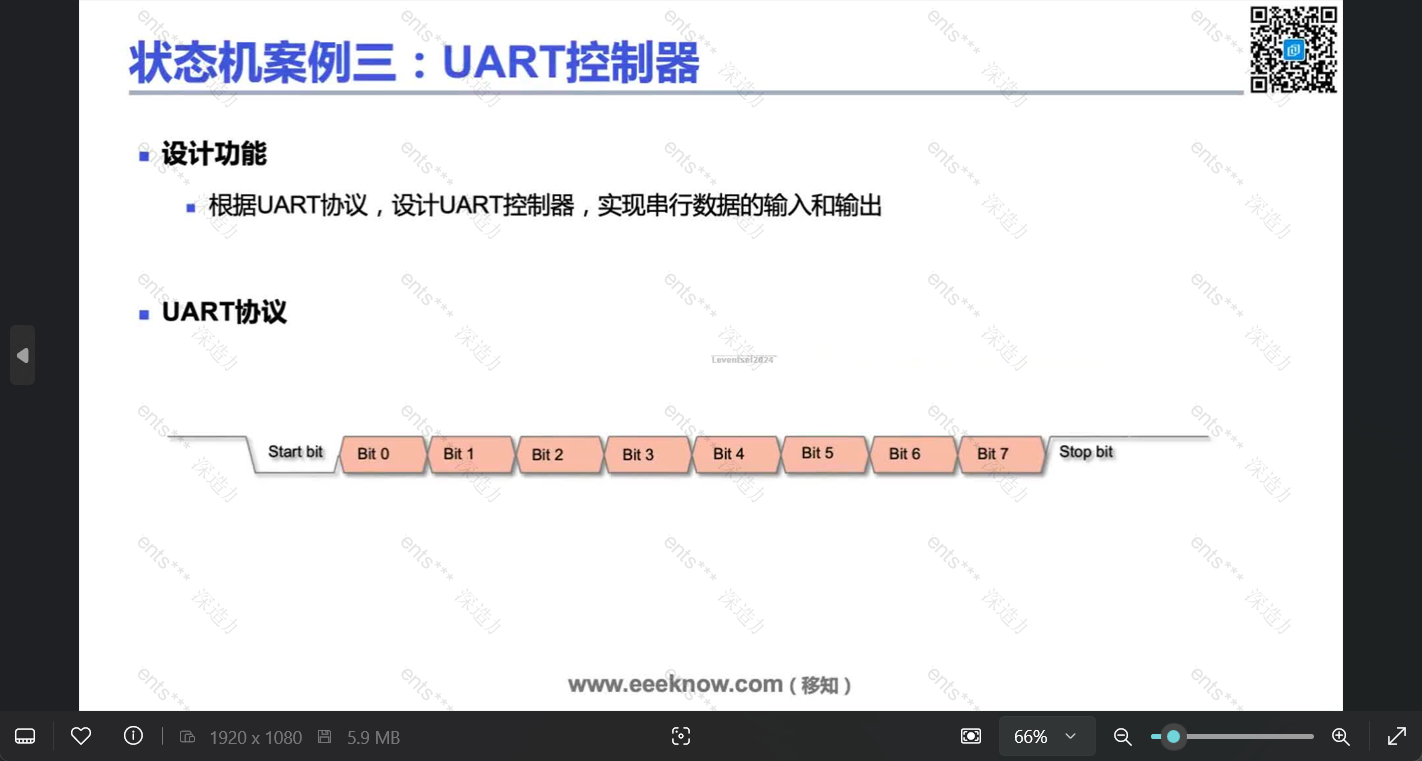 状态机案例三：UART控制器
设计功能
根据UART协议，设计UART控制器，实现串行数据的输入和输出
UART协议
Start bit Bit 0 Bit 1 Bit 2 Bit 3 Bit 4 Bit 5 Bit 6 Bit 7 Stop bit
www.eeeknow.com（移知）
1920 x 1080 5.9 MB 66%